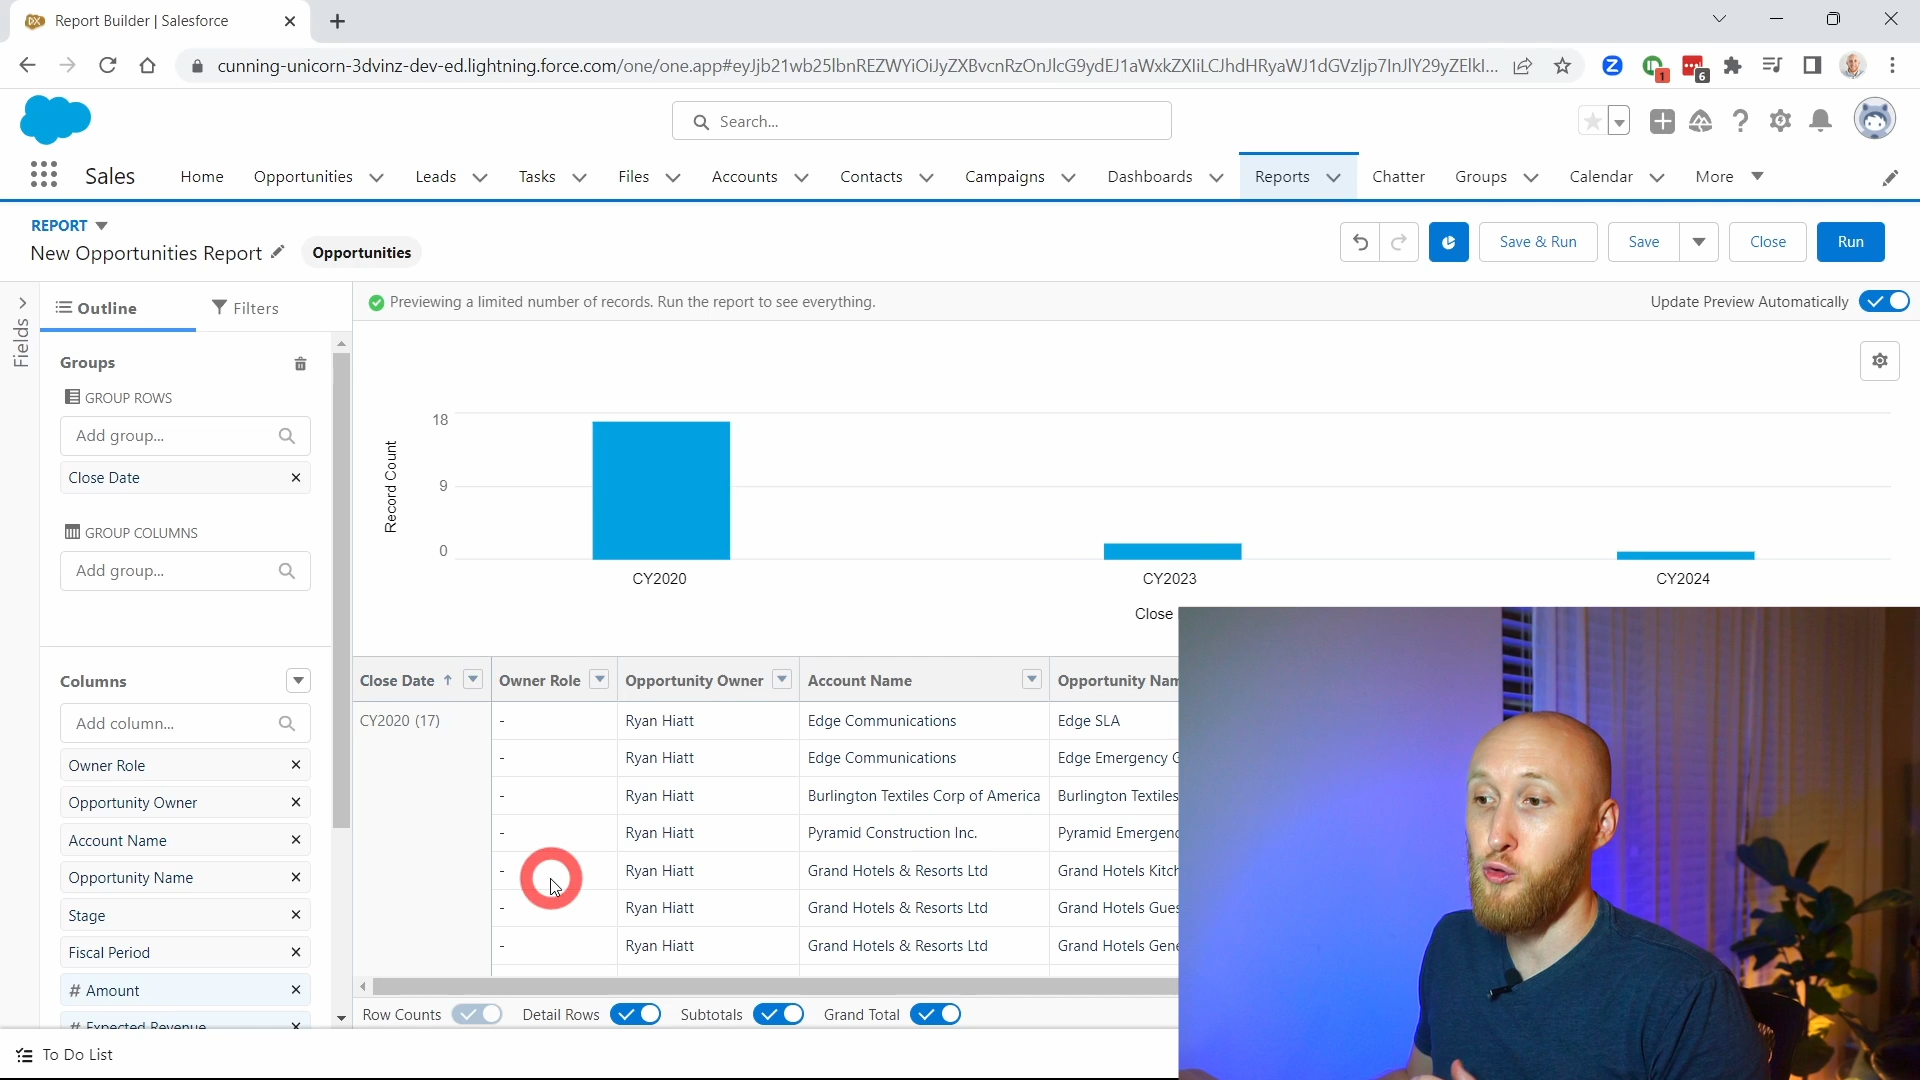 Report Builder | Salesforce
cunning-unicorn-3dvinz-dev-ed.lightning.force.com/one/one.app#eyJjb21wb25lbnREZWYiOiJyZXBvcnRzOnJlcG9ydEJ1aWxkZXIiLCJhdHRyaWJ1dGVzIjp7InJlY29yZElkI...
1
6
Search...
Sales
Home
Opportunities
Leads
Tasks
Files
Accounts
Contacts
Campaigns
Dashboards
Reports
Chatter
Groups
Calendar
More
REPORT
New Opportunities Report
Opportunities
Save & Run
Save
Close
Run
Fields
Outline
Filters
Previewing a limited number of records. Run the report to see everything.
Update Preview Automatically
Groups
GROUP ROWS
Add group...
Close Date
GROUP COLUMNS
Add group...
Record Count
18
9
0
CY2020
CY2023
CY2024
Close
Columns
Add column...
Owner Role
Opportunity Owner
Account Name
Opportunity Name
Stage
Fiscal Period
# Amount
# Expected Revenue
Close Date ↑ Owner Role Opportunity Owner Account Name Opportunity Nam
CY2020 (17) - Ryan Hiatt Edge Communications Edge SLA
- Ryan Hiatt Edge Communications Edge Emergency G
- Ryan Hiatt Burlington Textiles Corp of America Burlington Textiles
- Ryan Hiatt Pyramid Construction Inc. Pyramid Emergenc
- Ryan Hiatt Grand Hotels & Resorts Ltd Grand Hotels Kitch
- Ryan Hiatt Grand Hotels & Resorts Ltd Grand Hotels Gues
- Ryan Hiatt Grand Hotels & Resorts Ltd Grand Hotels Gene
Row Counts
Detail Rows
Subtotals
Grand Total
To Do List